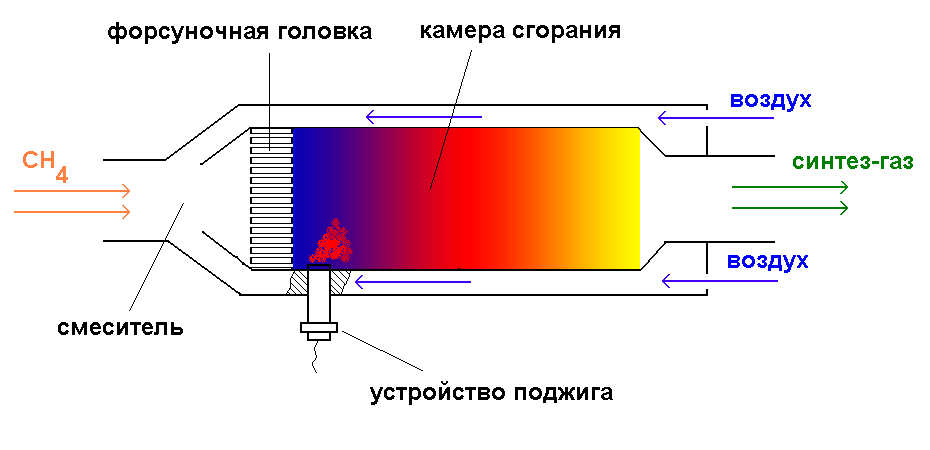 форсуночная головка
камера сгорания
воздух
CH4
синтез-газ
воздух
смеситель
устройство поджига